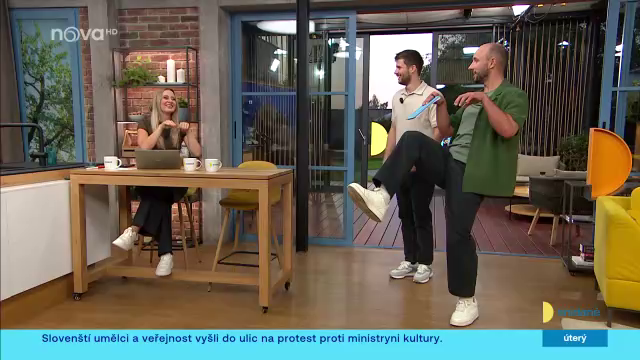 nova HD
Slovenští umělci a veřejnost vyšli do ulic na protest proti ministryni kultury.
úterý